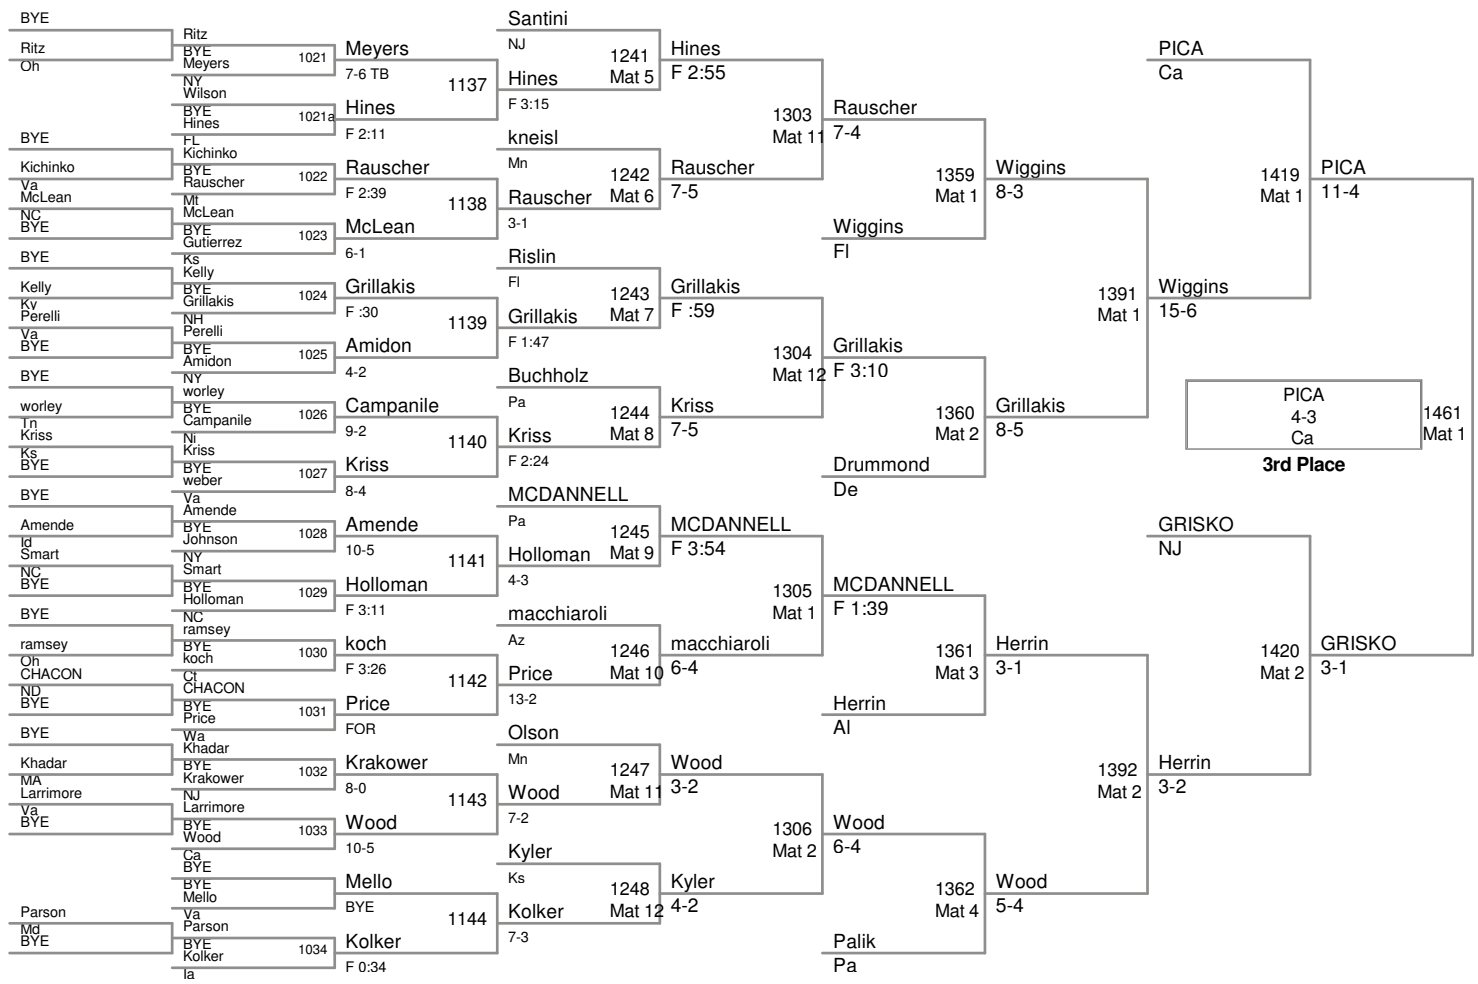 BYE
Ritz
Oh
BYE
Kichinko
Va
McLean
NC
BYE
BYE
Kelly
Kv
Perelli
Va
BYE
BYE
worley
Tn
Kriss
Ks
BYE
BYE
Amende
Id
Smart
NC
BYE
BYE
ramsey
Oh
CHACON
ND
BYE
BYE
Khadar
MA
Larrimore
Va
BYE
Parson
Md
BYE
Ritz
BYE
Meyers
1021
NY
Wilson
BYE
Hines
1021a
FL
Kichinko
BYE
Rauscher
1022
Mt
McLean
BYE
Gutierrez
1023
Ks
Kelly
BYE
Grillakis
1024
NH
Perelli
BYE
Amidon
1025
NY
worley
BYE
Campanile
1026
Ni
Kriss
BYE
weber
1027
Va
Amende
BYE
Johnson
1028
NY
Smart
BYE
Holloman
1029
NC
ramsey
BYE
koch
1030
Ct
CHACON
BYE
Price
1031
Wa
Khadar
BYE
Krakower
1032
NJ
Larrimore
BYE
Wood
1033
Ca
BYE
BYE
Mello
Va
Parson
BYE
Kolker
1034
Ia
Meyers
7-6 TB
1137
Hines
F 2:11
Rauscher
F 2:39
1138
McLean
6-1
Grillakis
F :30
1139
Amidon
4-2
Campanile
9-2
1140
Kriss
8-4
Amende
10-5
1141
Holloman
F 3:11
koch
F 3:26
1142
Price
FOR
Krakower
8-0
1143
Wood
10-5
Mello
BYE
1144
Kolker
F 0:34
Santini
NJ
1241
Mat 5
Hines
F 3:15
kneisl
Mn
1242
Mat 6
Rauscher
3-1
Rislin
Fl
1243
Mat 7
Grillakis
F 1:47
Buchholz
Pa
1244
Mat 8
Kriss
F 2:24
MCDANNELL
Pa
1245
Mat 9
Holloman
4-3
macchiaroli
Az
1246
Mat 10
Price
13-2
Olson
Mn
1247
Mat 11
Wood
7-2
Kyler
Ks
1248
Mat 12
Kolker
7-3
Hines
F 2:55
1303
Mat 11
Rauscher
7-5
Grillakis
F :59
1304
Mat 12
Kriss
7-5
MCDANNELL
F 3:54
1305
Mat 1
macchiaroli
6-4
Wood
3-2
1306
Mat 2
Kyler
4-2
Rauscher
7-4
1359
Mat 1
Wiggins
Fl
Grillakis
F 3:10
1360
Mat 2
Drummond
De
MCDANNELL
F 1:39
1361
Mat 3
Herrin
Al
Wood
6-4
1362
Mat 4
Palik
Pa
Wiggins
8-3
1391
Mat 1
Grillakis
8-5
Herrin
3-1
1392
Mat 2
Wood
5-4
PICA
Ca
1419
Mat 1
Wiggins
15-6
GRISKO
NJ
1420
Mat 2
Herrin
3-2
PICA
11-4
PICA
4-3
Ca
1461
Mat 1
3rd Place
GRISKO
3-1